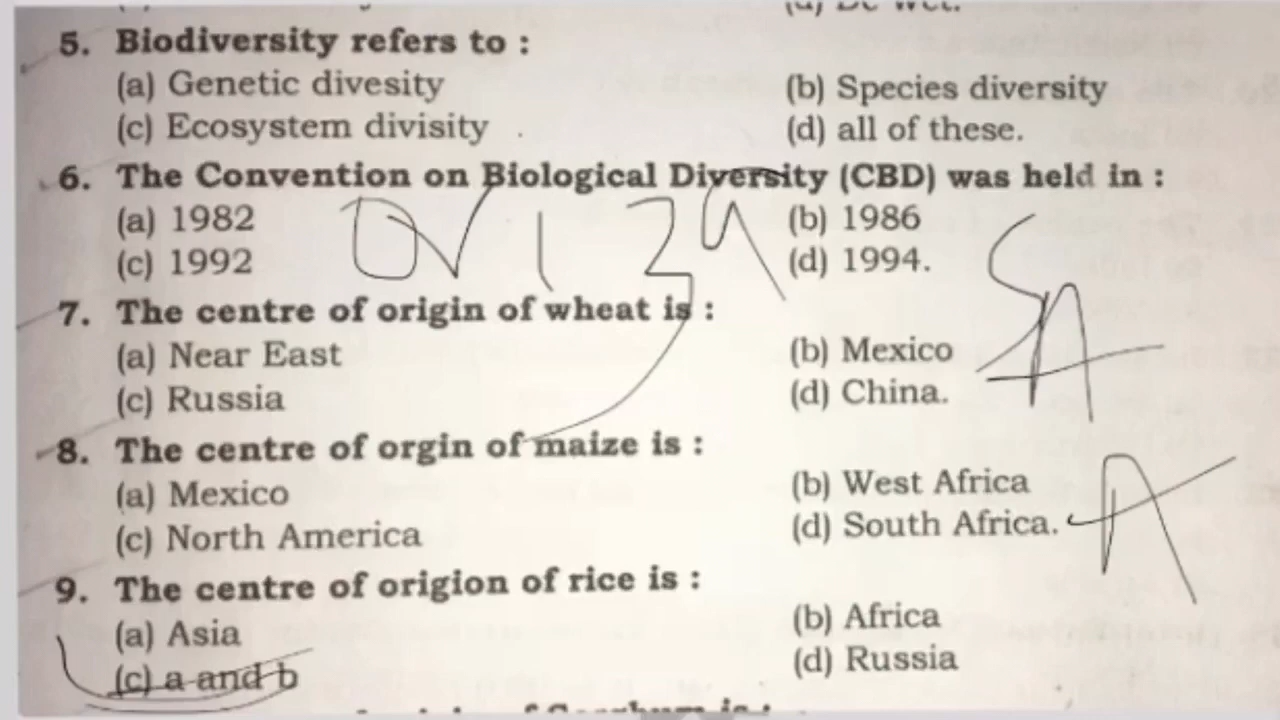 5. Biodiversity refers to :
(a) Genetic divesity (b) Species diversity
(c) Ecosystem divisity (d) all of these.
6. The Convention on Biological Diversity (CBD) was held in :
(a) 1982 (b) 1986
(c) 1992 (d) 1994.
7. The centre of origin of wheat is :
(a) Near East (b) Mexico
(c) Russia (d) China.
8. The centre of orgin of maize is :
(a) Mexico (b) West Africa
(c) North America (d) South Africa.
9. The centre of origion of rice is :
(a) Asia (b) Africa
(c) a and b (d) Russia